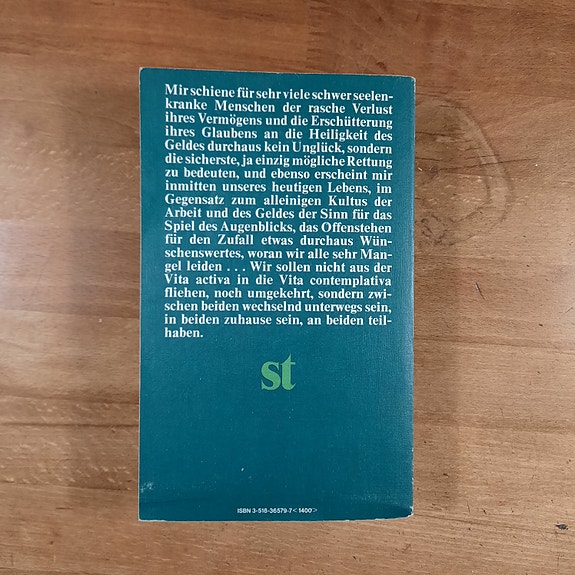 Mir schiene für sehr viele schwer seelen-
kranke Menschen der rasche Verlust
ihres Vermögens und die Erschütterung
ihres Glaubens an die Heiligkeit des
Geldes durchaus kein Unglück, sondern
die sicherste, ja einzig mögliche Rettung
zu bedeuten, und ebenso erscheint mir
inmitten unseres heutigen Lebens, im
Gegensatz zum alleinigen Kultus der
Arbeit und des Geldes der Sinn für das
Spiel des Augenblicks, das Offenstehen
für den Zufall etwas durchaus Wün-
schenswertes, woran wir alle sehr Man-
gel leiden . . . Wir sollen nicht aus der
Vita activa in die Vita contemplativa
fliehen, noch umgekehrt, sondern zwi-
schen beiden wechselnd unterwegs sein,
in beiden zuhause sein, an beiden teil-
haben.
st
ISBN 3-518-36579-7 <1400>